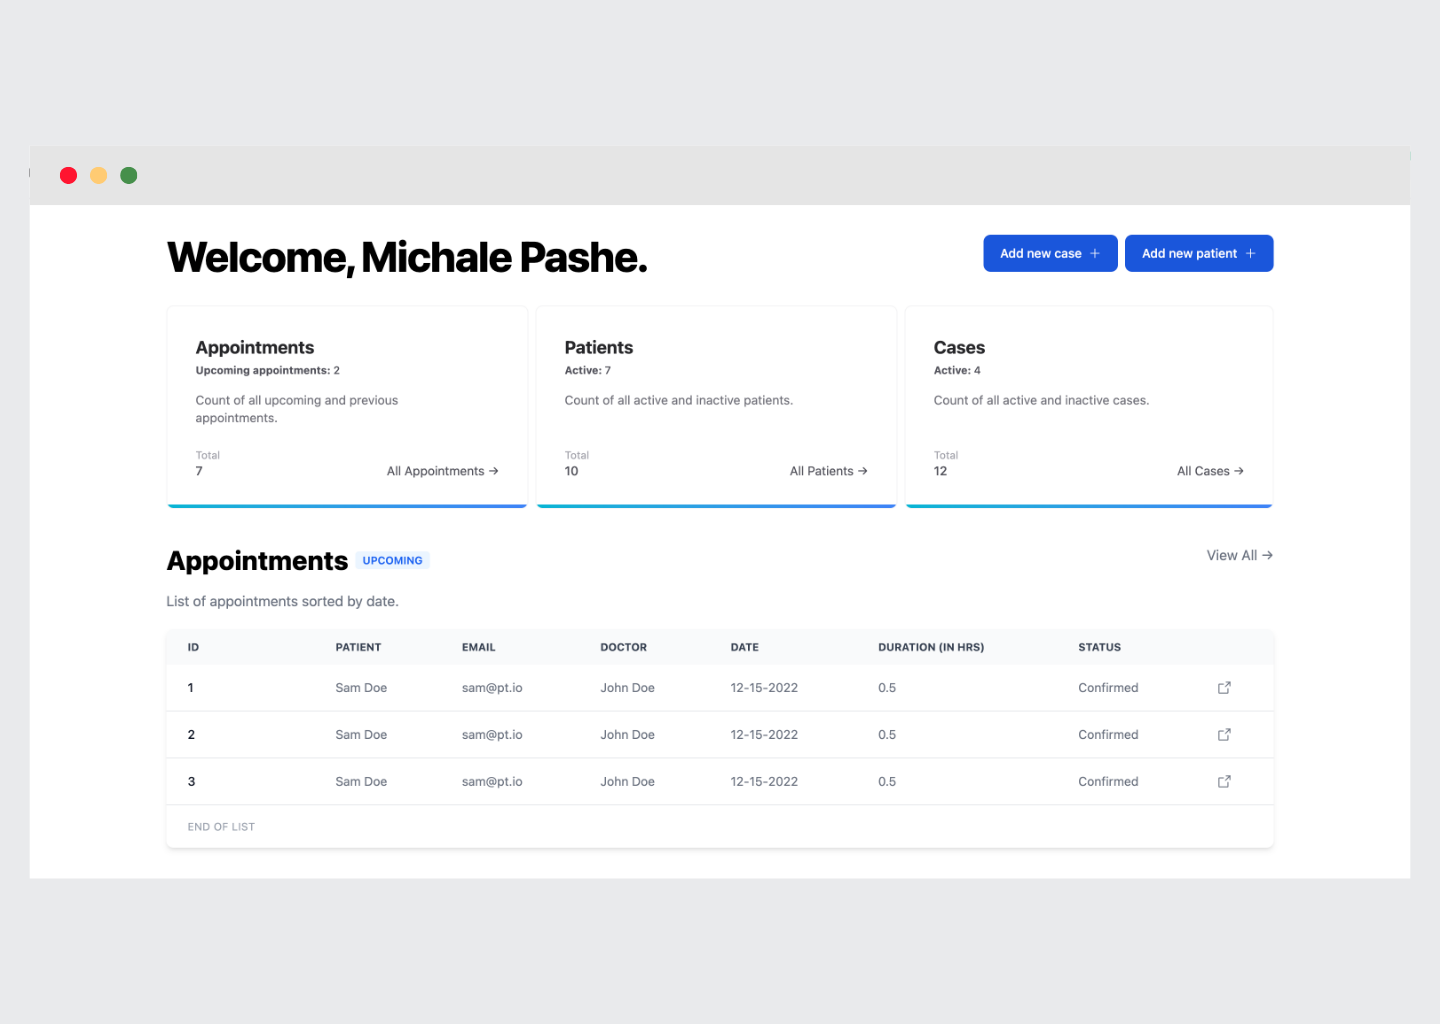 Welcome, Michale Pashe.
Add new case +
Add new patient +
Appointments
Upcoming appointments: 2
Count of all upcoming and previous
appointments.
Total
7
All Appointments →
Patients
Active: 7
Count of all active and inactive patients.
Total
10
All Patients →
Cases
Active: 4
Count of all active and inactive cases.
Total
12
All Cases →
Appointments UPCOMING
View All →
List of appointments sorted by date.
ID PATIENT EMAIL DOCTOR DATE DURATION (IN HRS) STATUS
1 Sam Doe sam@pt.io John Doe 12-15-2022 0.5 Confirmed
2 Sam Doe sam@pt.io John Doe 12-15-2022 0.5 Confirmed
3 Sam Doe sam@pt.io John Doe 12-15-2022 0.5 Confirmed
END OF LIST